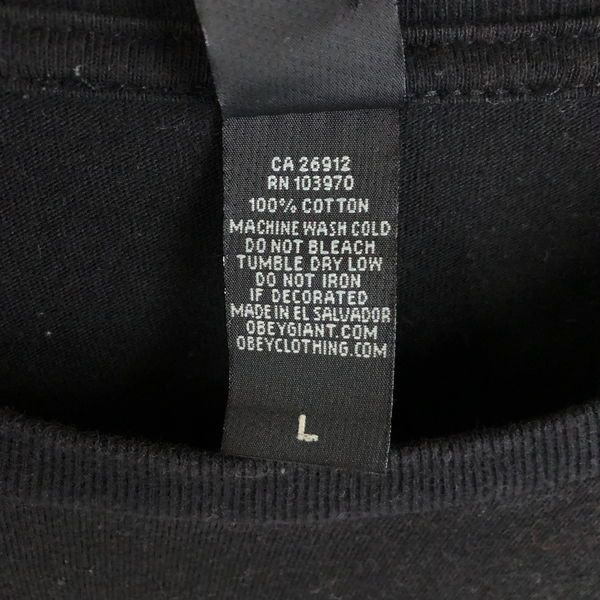 CA 26912
RN 103970
100% COTTON
MACHINE WASH COLD
DO NOT BLEACH
TUMBLE DRY LOW
DO NOT IRON
IF DECORATED
MADE IN EL SALVADOR
OBEYGIANT.COM
OBEYCLOTHING.COM
L